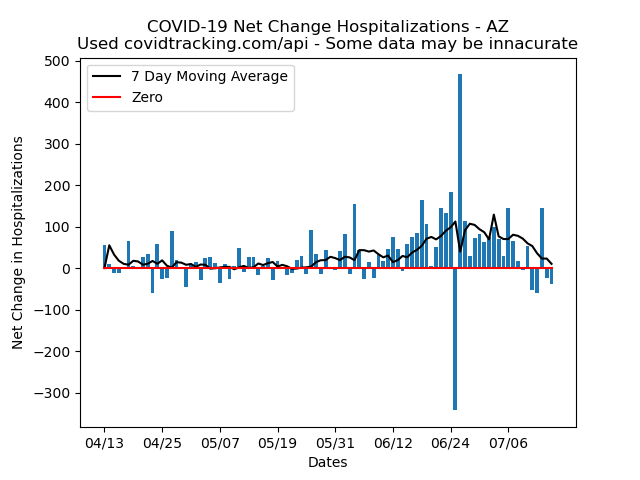 COVID-19 Net Change Hospitalizations - AZ
Used covidtracking.com/api - Some data may be innacurate
7 Day Moving Average
Zero
Net Change in Hospitalizations
500
400
300
200
100
0
−100
−200
−300
04/13 04/25 05/07 05/19 05/31 06/12 06/24 07/06
Dates